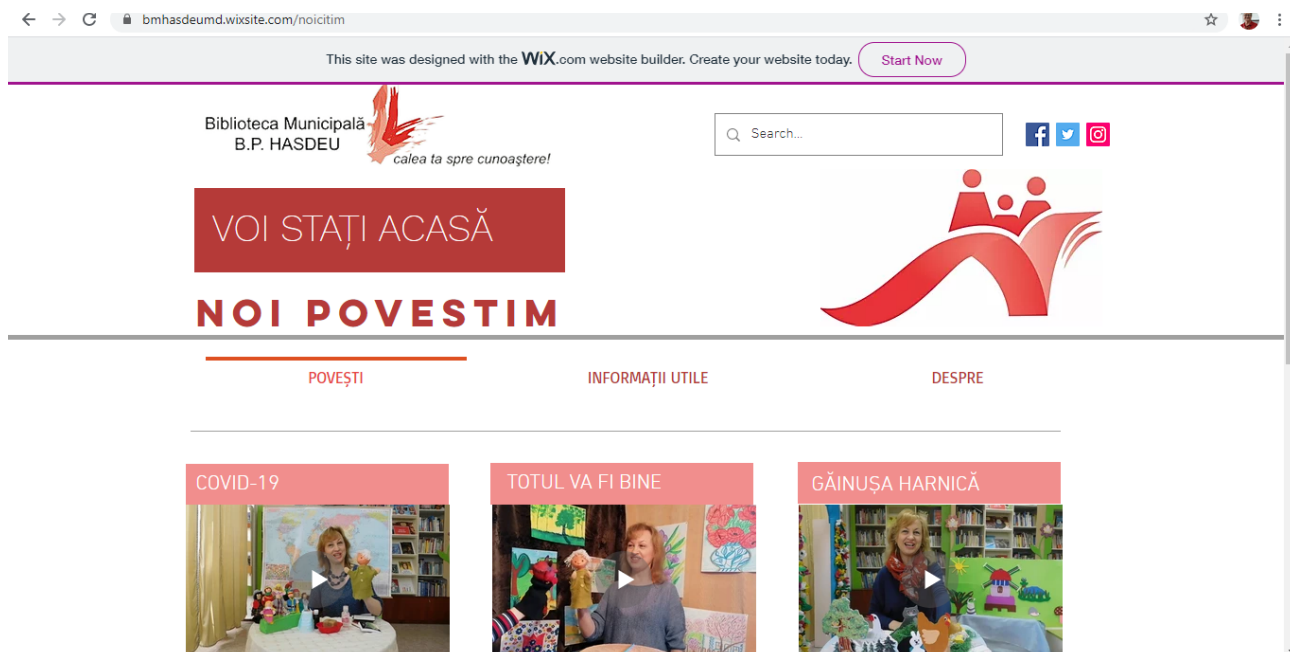 bmhasdeumd.wixsite.com/noicitim
This site was designed with the WiX.com website builder. Create your website today. Start Now
Biblioteca Municipală
B.P. HASDEU
calea ta spre cunoaștere!
Search...
VOI STAȚI ACASĂ
NOI POVESTIM
POVEȘTI INFORMAȚII UTILE DESPRE
COVID-19 TOTUL VA FI BINE GĂINUȘA HARNICĂ